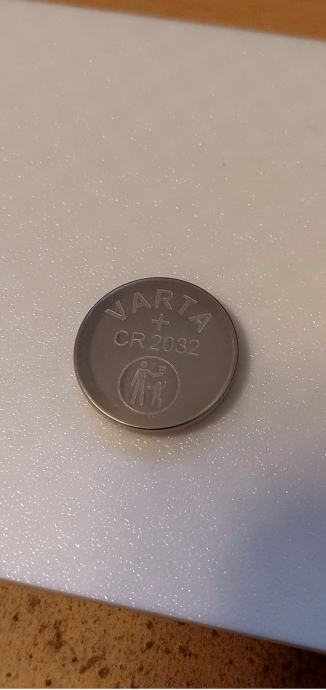 VARTA
+
CR 2032